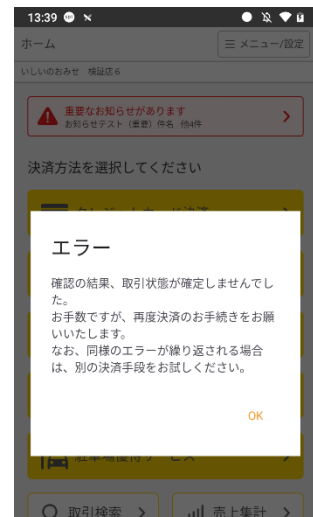 13:39
ホーム
三 メニュー/設定
いしいのおみせ 検証店6
重要なお知らせがあります
お知らせテスト（重要）件名 他4件
決済方法を選択してください
エラー
確認の結果、取引状態が確定しませんでし
た。
お手数ですが、再度決済のお手続きをお願
いいたします。
なお、同様のエラーが繰り返される場合
は、別の決済手段をお試しください。
OK
取引検索
売上集計